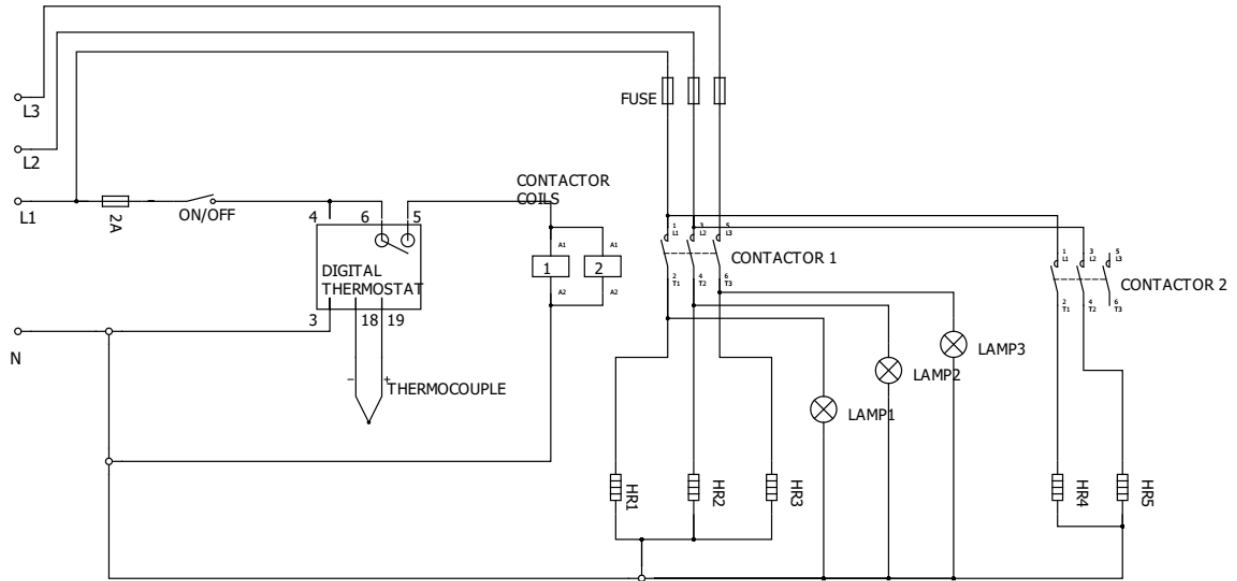 L3
L2
L1
N
2A
ON/OFF
4
6
5
DIGITAL
THERMOSTAT
3
18
19
-
+
THERMOCOUPLE
CONTACTOR
COILS
A1
A1
1
2
A2
A2
FUSE
1
L1
3
L2
5
L3
CONTACTOR 1
2
T1
4
T2
6
T3
1
L1
3
L2
5
L3
CONTACTOR 2
2
T1
4
T2
6
T3
LAMP3
LAMP2
LAMP1
HR1
HR2
HR3
HR4
HR5